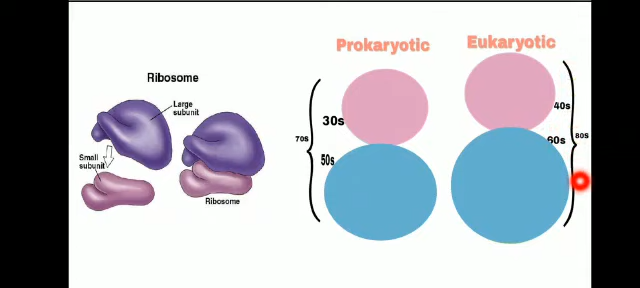 Ribosome
Large
subunit
Small
subunit
Ribosome
Prokaryotic
30s
70s
50s
Eukaryotic
40s
60s
80s